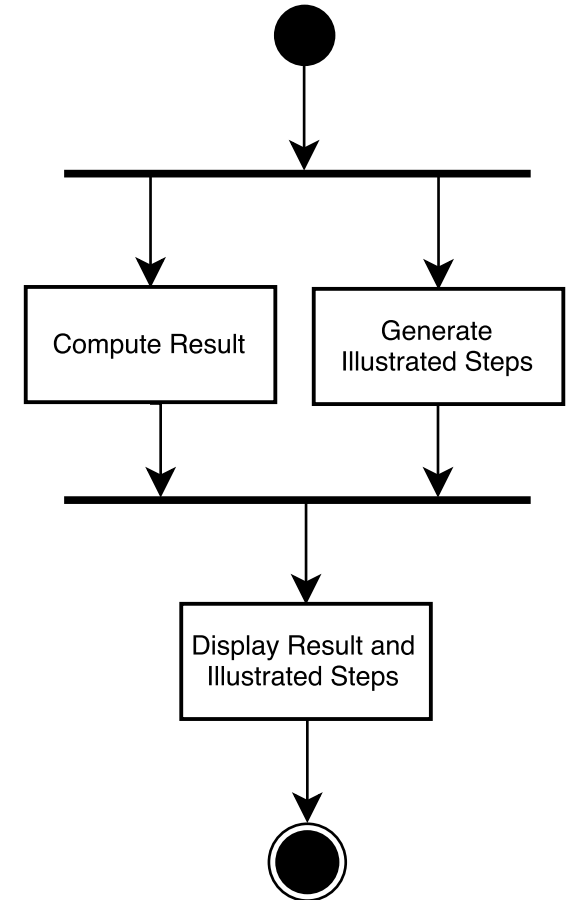 Compute Result
Generate
Illustrated Steps
Display Result and
Illustrated Steps